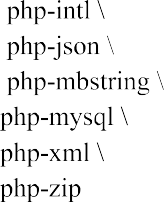 php-intl \
php-json \
php-mbstring \
php-mysql \
php-xml \
php-zip